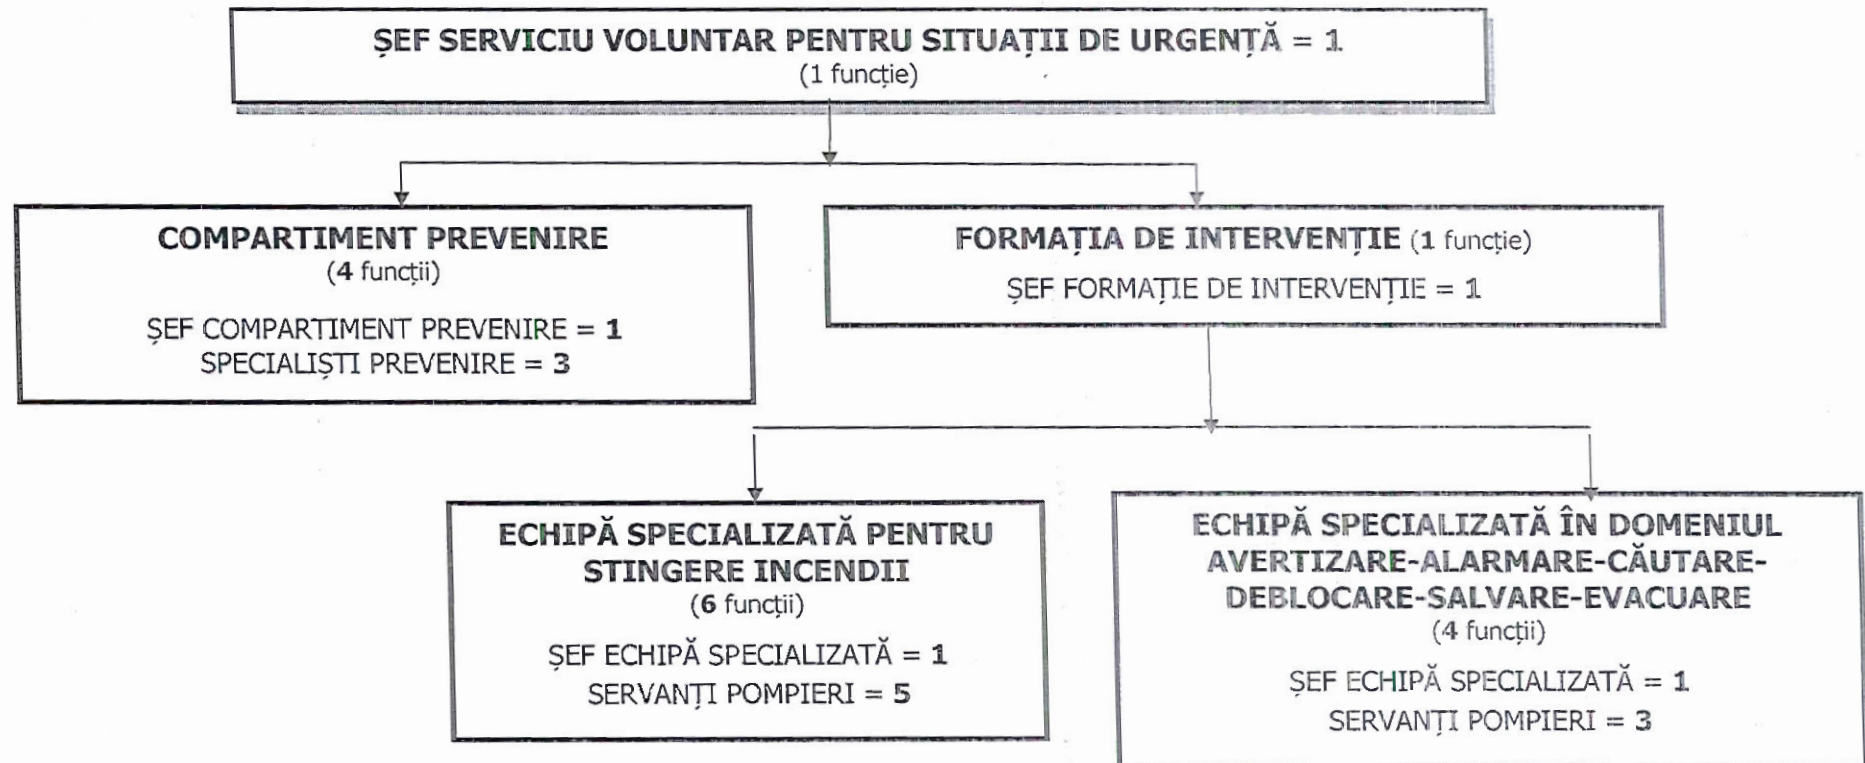 ȘEF SERVICIU VOLUNTAR PENTRU SITUAȚII DE URGENȚĂ = 1
(1 funcție)
COMPARTIMENT PREVENIRE
(4 funcții)
ȘEF COMPARTIMENT PREVENIRE = 1
SPECIALIȘTI PREVENIRE = 3
FORMAȚIA DE INTERVENȚIE (1 funcție)
ȘEF FORMAȚIE DE INTERVENȚIE = 1
ECHIPĂ SPECIALIZATĂ PENTRU
STINGERE INCENDII
(6 funcții)
ȘEF ECHIPĂ SPECIALIZATĂ = 1
SERVANȚI POMPIERI = 5
ECHIPĂ SPECIALIZATĂ ÎN DOMENIUL
AVERTIZARE-ALARMARE-CĂUTARE-
DEBLOCARE-SALVARE-EVACUARE
(4 funcții)
ȘEF ECHIPĂ SPECIALIZATĂ = 1
SERVANȚI POMPIERI = 3